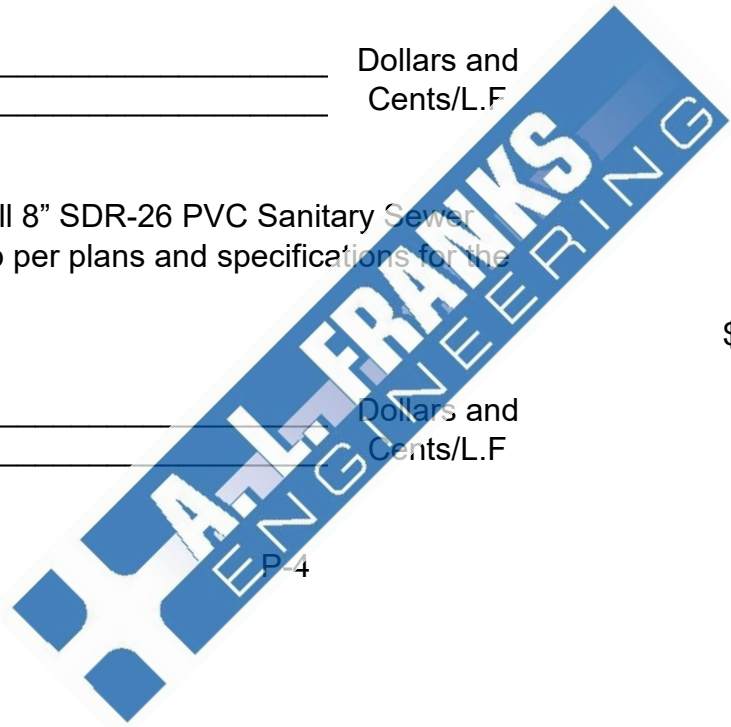 Dollars and
Cents/L.F
ll 8” SDR-26 PVC Sanitary Sewer
per plans and specifications for the
$
Dollars and
Cents/L.F
P-4
A. L. FRANKS
ENGINEERING